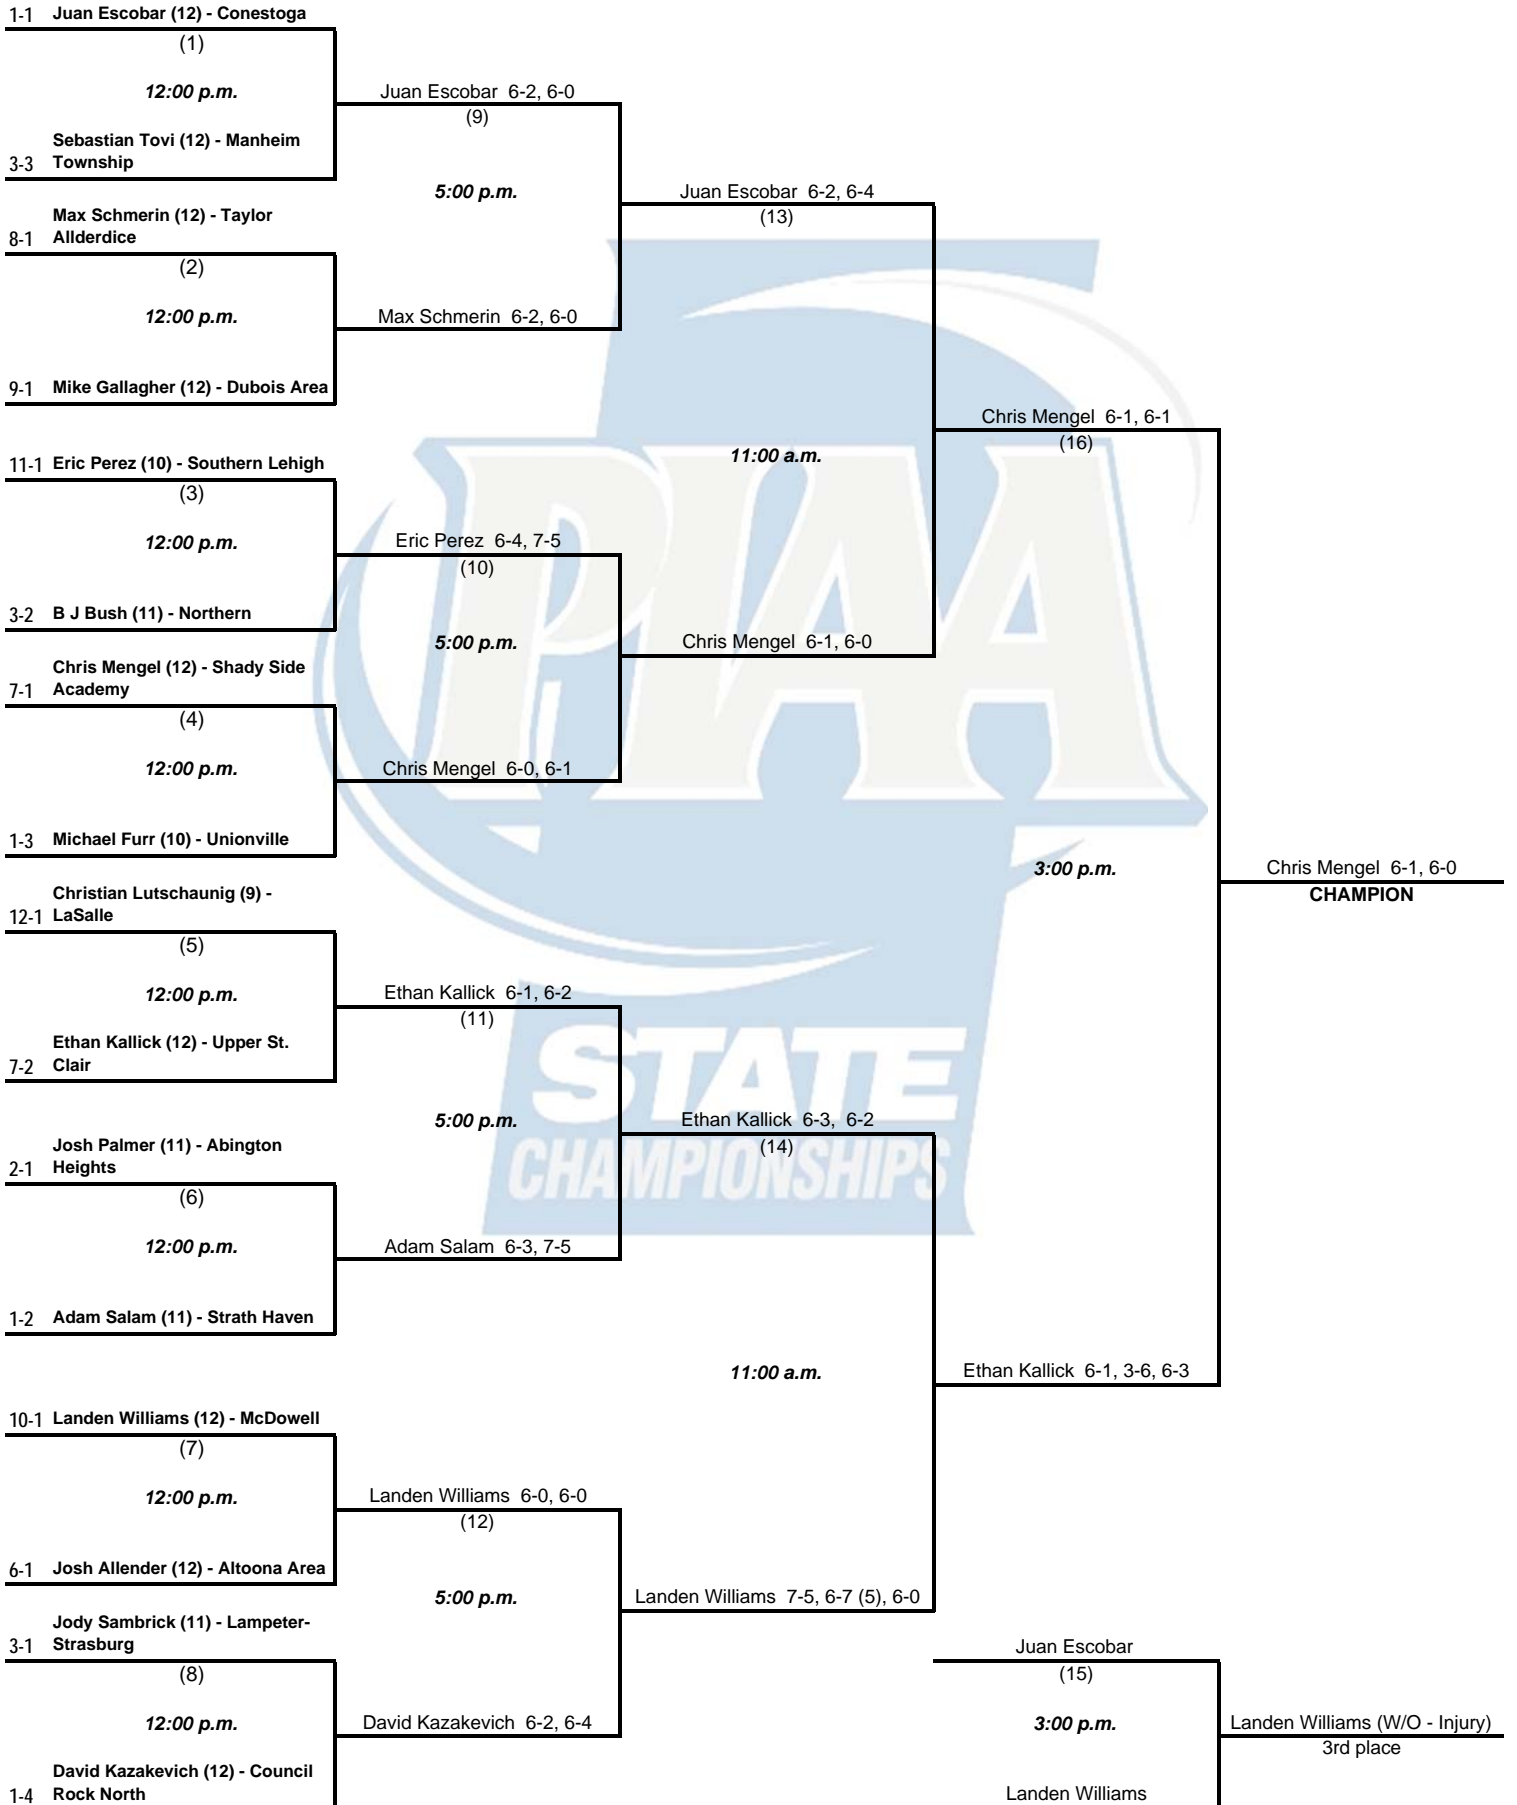 1-1 Juan Escobar (12) - Conestoga
(1)
12:00 p.m.
Juan Escobar 6-2, 6-0
(9)
Sebastian Tovi (12) - Manheim
3-3 Township
5:00 p.m.
Juan Escobar 6-2, 6-4
(13)
Max Schmerin (12) - Taylor
8-1 Allderdice
(2)
12:00 p.m.
Max Schmerin 6-2, 6-0
9-1 Mike Gallagher (12) - Dubois Area
Chris Mengel 6-1, 6-1
(16)
11:00 a.m.
11-1 Eric Perez (10) - Southern Lehigh
(3)
12:00 p.m.
Eric Perez 6-4, 7-5
(10)
3-2 B J Bush (11) - Northern
5:00 p.m.
Chris Mengel 6-1, 6-0
Chris Mengel (12) - Shady Side
7-1 Academy
(4)
12:00 p.m.
Chris Mengel 6-0, 6-1
1-3 Michael Furr (10) - Unionville
PIAA
3:00 p.m.
Chris Mengel 6-1, 6-0
CHAMPION
Christian Lutschaunig (9) -
12-1 LaSalle
(5)
12:00 p.m.
Ethan Kallick 6-1, 6-2
(11)
Ethan Kallick (12) - Upper St.
7-2 Clair
STATE
CHAMPIONSHIPS
5:00 p.m.
Ethan Kallick 6-3, 6-2
(14)
Josh Palmer (11) - Abington
2-1 Heights
(6)
12:00 p.m.
Adam Salam 6-3, 7-5
1-2 Adam Salam (11) - Strath Haven
11:00 a.m.
Ethan Kallick 6-1, 3-6, 6-3
10-1 Landen Williams (12) - McDowell
(7)
12:00 p.m.
Landen Williams 6-0, 6-0
(12)
6-1 Josh Allender (12) - Altoona Area
5:00 p.m.
Landen Williams 7-5, 6-7 (5), 6-0
Jody Sambrick (11) - Lampeter-
3-1 Strasburg
(8)
12:00 p.m.
David Kazakevich 6-2, 6-4
David Kazakevich (12) - Council
1-4 Rock North
Juan Escobar
(15)
3:00 p.m.
Landen Williams (W/O - Injury)
3rd place
Landen Williams